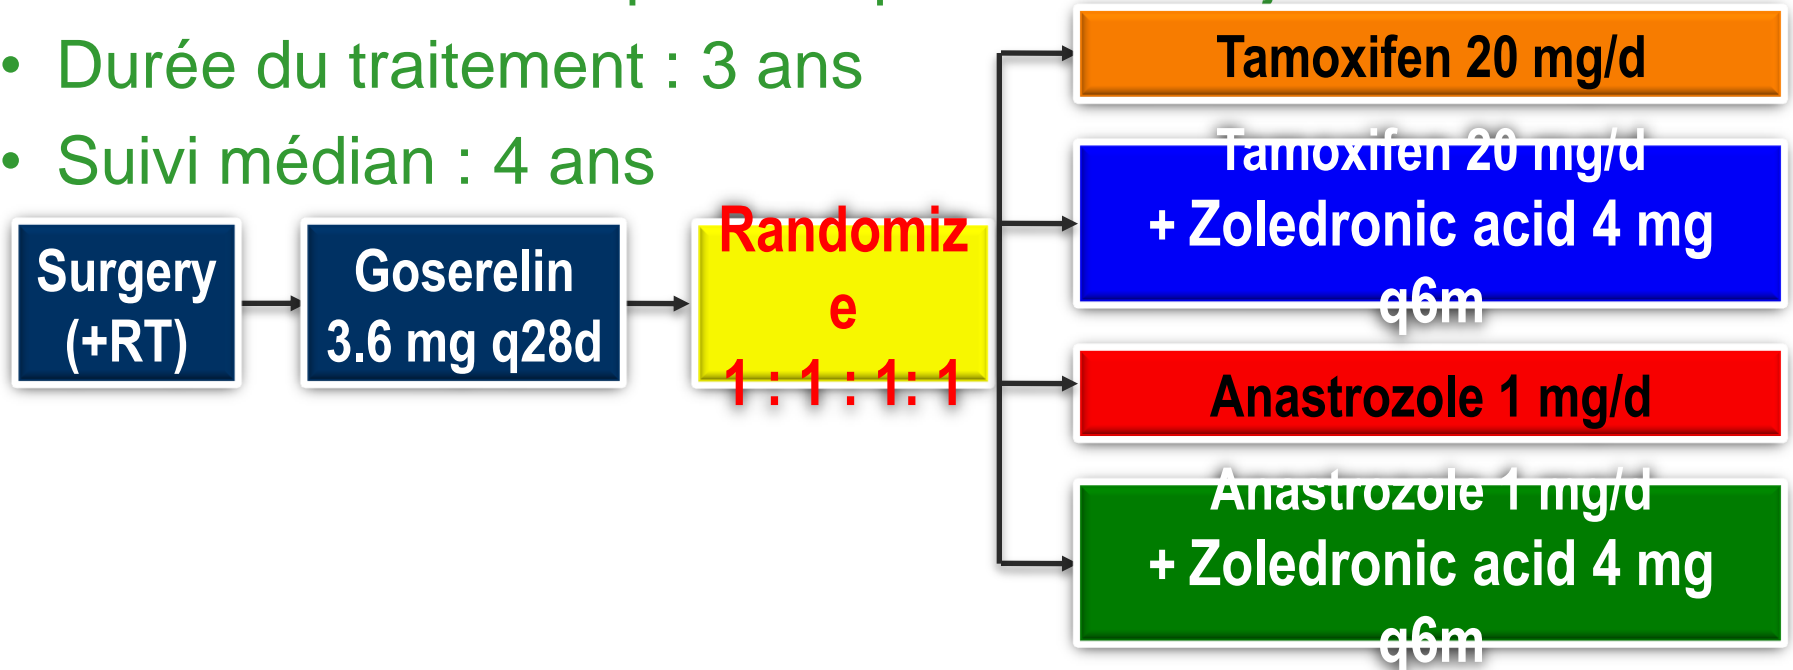 • Durée du traitement : 3 ans
• Suivi médian : 4 ans
Surgery
(+RT)
Goserelin
3.6 mg q28d
Randomiz
e
1 : 1 : 1: 1
Tamoxifen 20 mg/d
Tamoxifen 20 mg/d
+ Zoledronic acid 4 mg
q6m
Anastrozole 1 mg/d
Anastrozole 1 mg/d
+ Zoledronic acid 4 mg
q6m